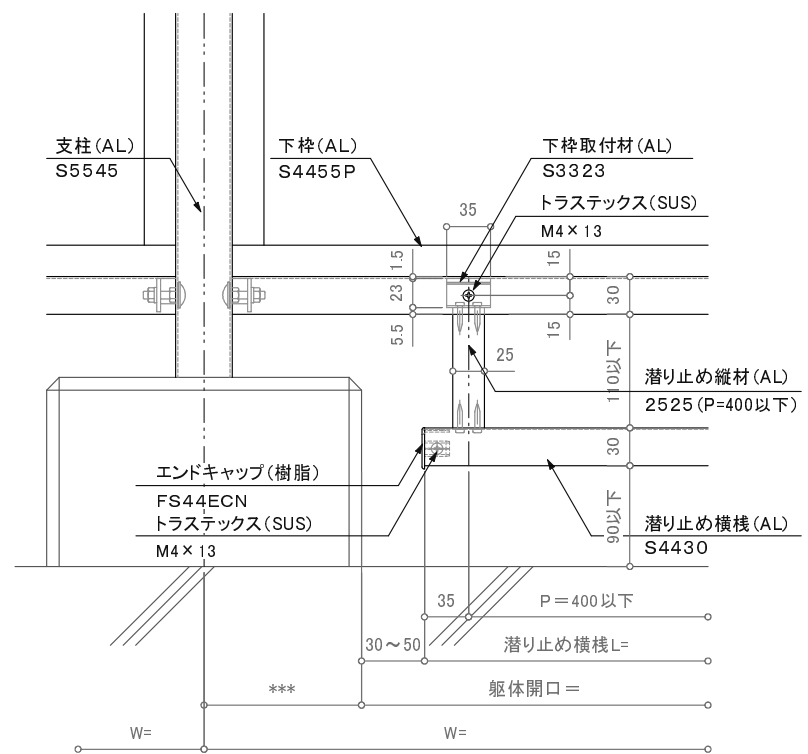 支柱(AL)
S5545
下枠(AL)
S4455P
下枠取付材(AL)
S3323
トラステックス(SUS)
M4×13
35
1.5
23
5.5
15
15
30
25
110以下
潜り止め縦材(AL)
2525(P=400以下)
30
エンドキャップ(樹脂)
FS44ECN
トラステックス(SUS)
M4×13
90以下
潜り止め横桟(AL)
S4430
35
P=400以下
30～50
潜り止め横桟L=
***
躯体開口=
W=
W=